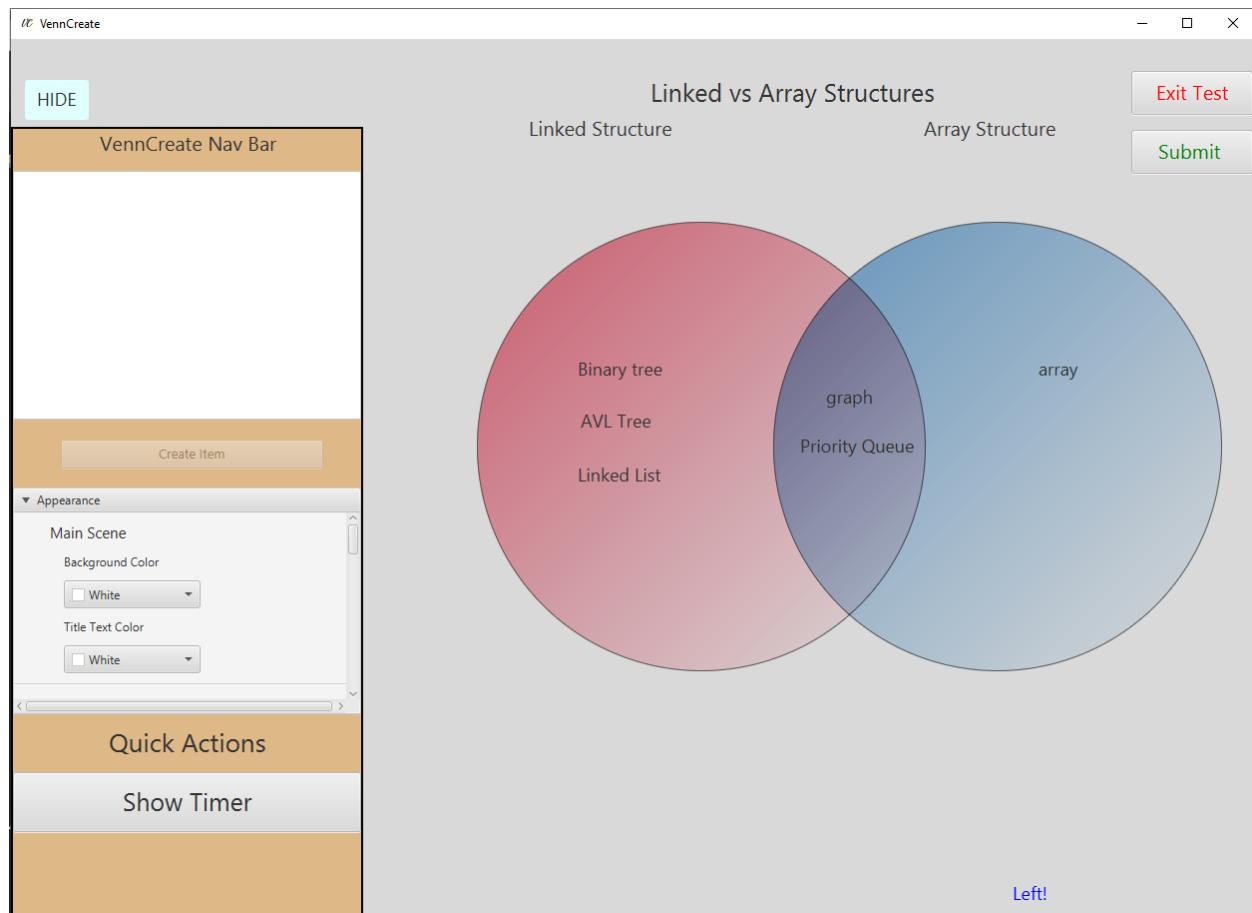 VC VennCreate
HIDE
VennCreate Nav Bar
Create Item
Appearance
Main Scene
Background Color
White
Title Text Color
White
Quick Actions
Show Timer
Linked vs Array Structures
Linked Structure
Array Structure
Exit Test
Submit
Binary tree
AVL Tree
Linked List
graph
Priority Queue
array
Left!